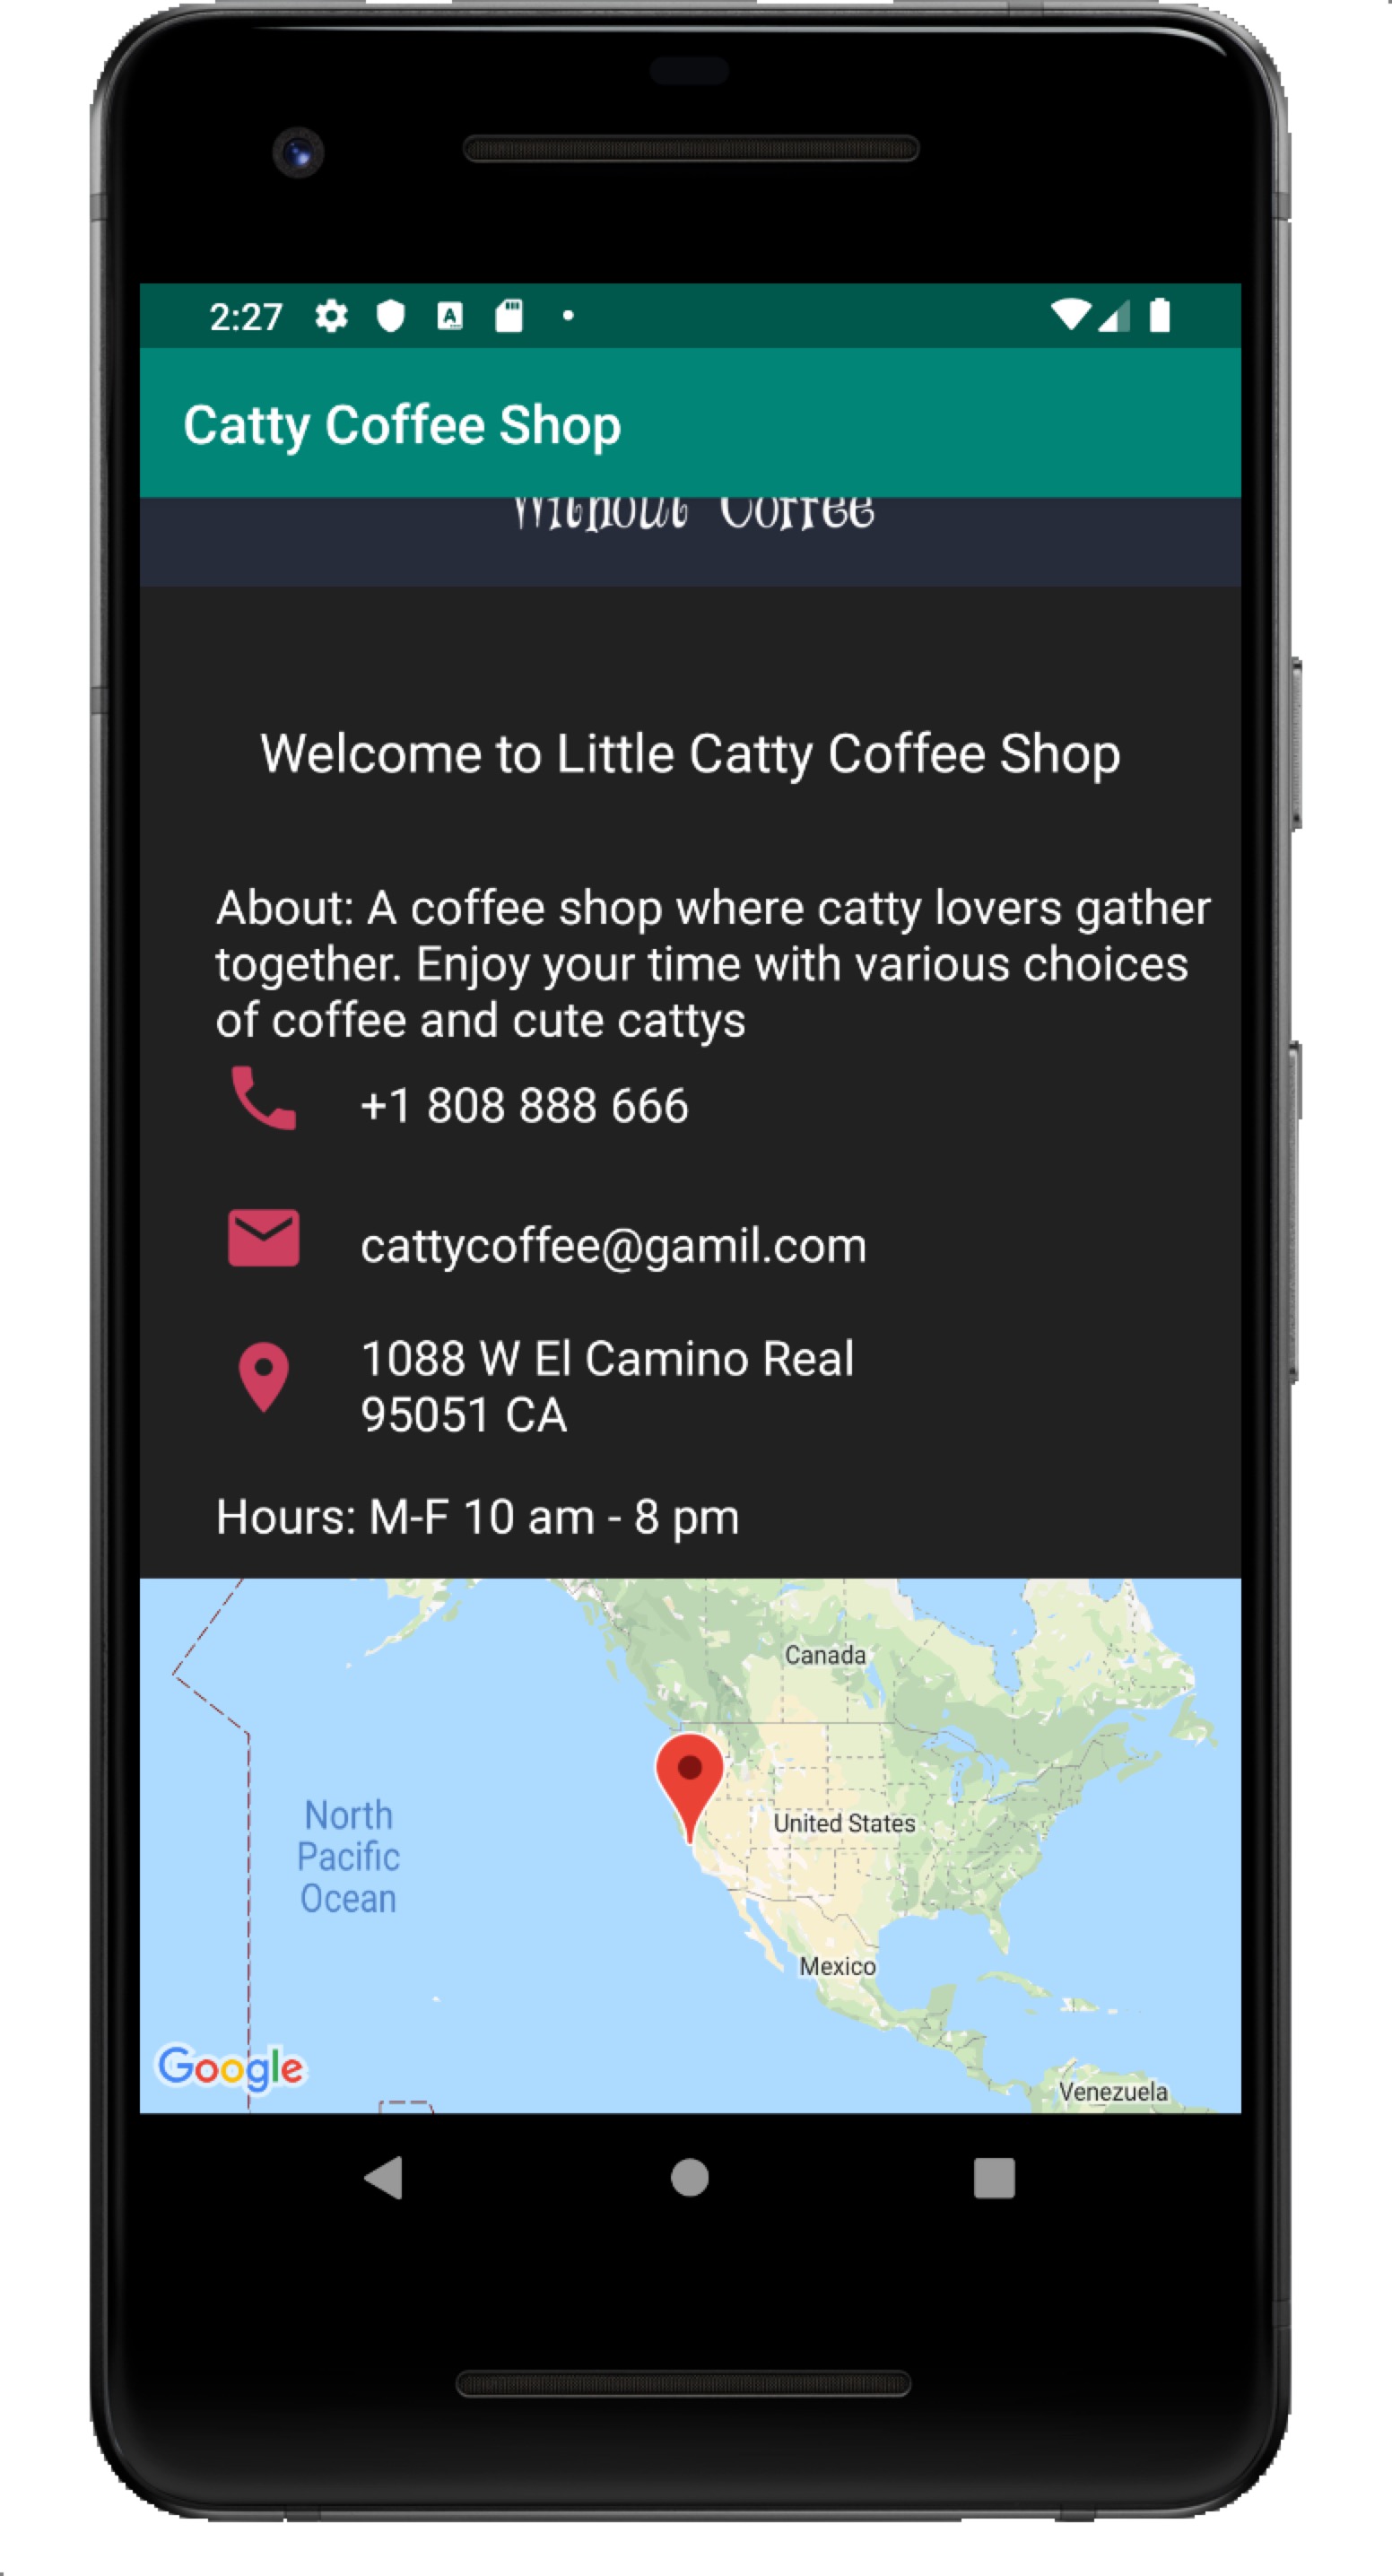 2:27
Catty Coffee Shop
Without Coffee
Welcome to Little Catty Coffee Shop
About: A coffee shop where catty lovers gather
together. Enjoy your time with various choices
of coffee and cute cattys
+1 808 888 666
cattycoffee@gamil.com
1088 W El Camino Real
95051 CA
Hours: M-F 10 am - 8 pm
Canada
United States
North
Pacific
Ocean
Mexico
Venezuela
Google